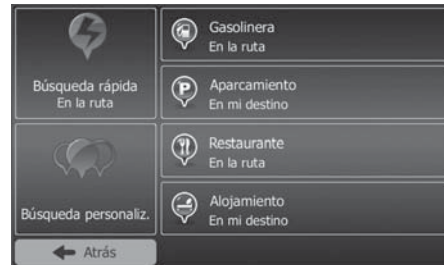 Búsqueda rápida
En la ruta
Búsqueda personaliz.
Atrás
Gasolinera
En la ruta
P
Aparcamiento
En mi destino
Restaurante
En la ruta
Alojamiento
En mi destino